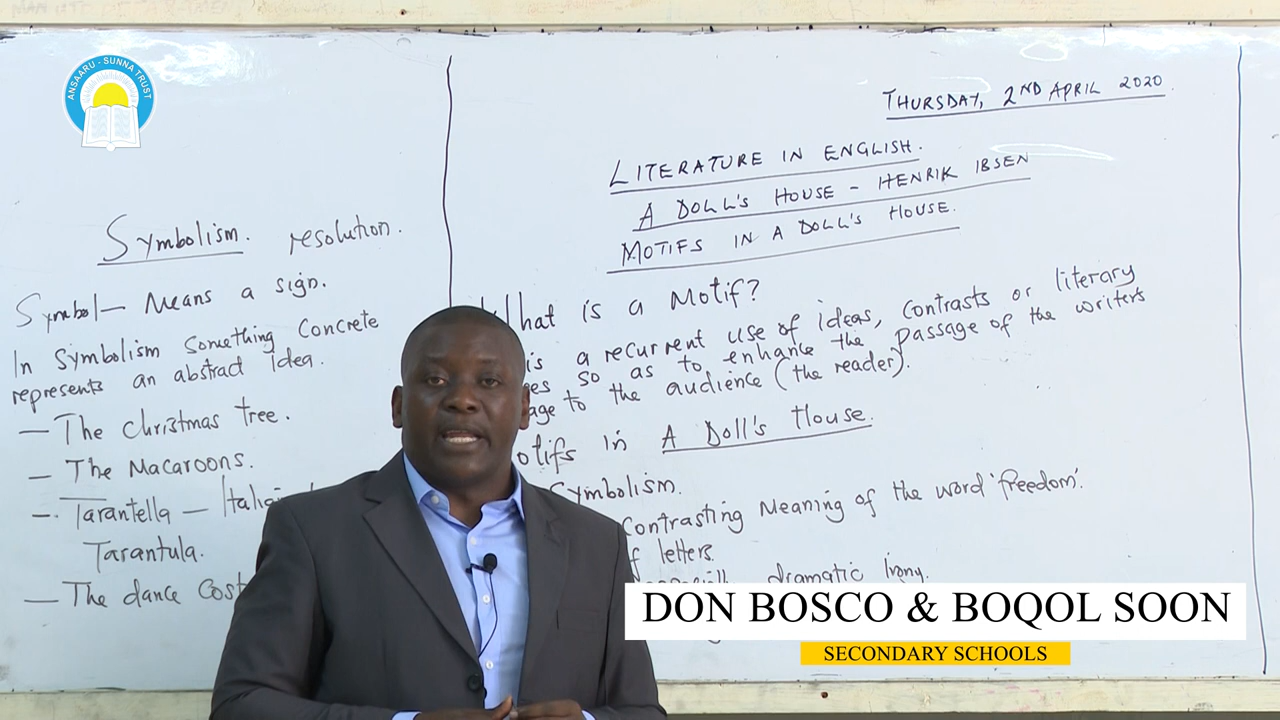 MAN
ANSAARU - SUNNA TRUST
THURSDAY, 2ND APRIL 2020.
LITERATURE IN ENGLISH.
A DOLL'S HOUSE - HENRIK IBSEN
MOTIFS IN A DOLL'S HOUSE.
Symbolism. resolution.
Symbol- Means a sign.
In Symbolism something Concrete
represents an abstract Idea.
- The Christmas tree.
- The Macaroons.
- Tarantella - Italia
Tarantula.
- The dance Cost
What is a Motif?
is a recurrent use of ideas, Contrasts or literary
es so as to enhance the passage of the writers
age to the audience (the reader).
otifs in A Doll's House.
Symbolism.
Contrasting Meaning of the word 'freedom'.
f letters.
dramatic Irony.
DON BOSCO & BOQOL SOON
SECONDARY SCHOOLS